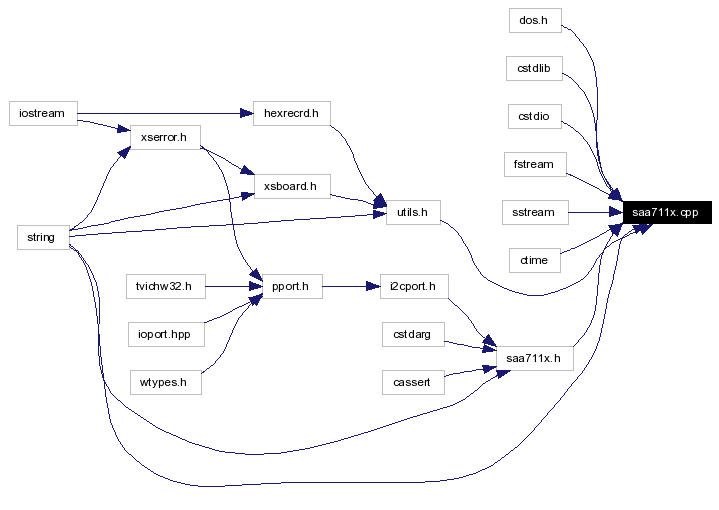 dos.h
cstdlib
iostream
hexrecrd.h
cstdio
xserror.h
fstream
xsboard.h
utils.h
sstream
saa711x.cpp
string
ctime
tvichw32.h
pport.h
i2cport.h
ioport.hpp
cstdarg
saa711x.h
wtypes.h
cassert